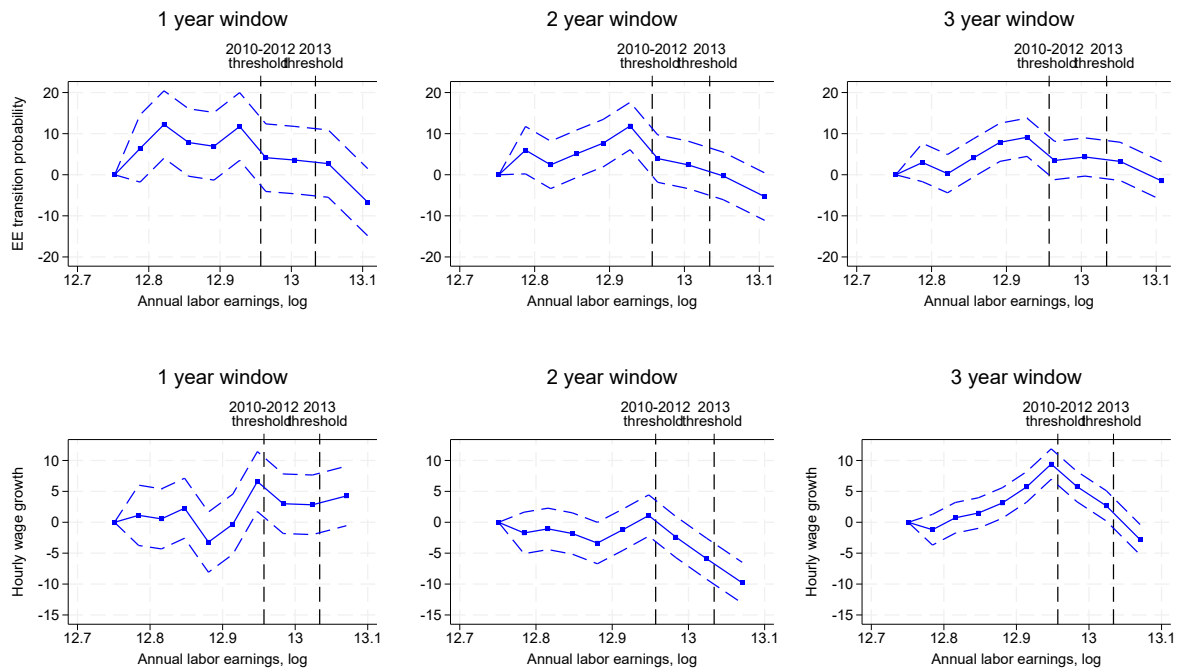 1 year window
2010-2012 2013
threshold threshold
EE transition probability
20
10
0
-10
-20
12.7 12.8 12.9 13 13.1
Annual labor earnings, log
2 year window
2010-2012 2013
threshold threshold
20
10
0
-10
-20
12.7 12.8 12.9 13 13.1
Annual labor earnings, log
3 year window
2010-2012 2013
threshold threshold
20
10
0
-10
-20
12.7 12.8 12.9 13 13.1
Annual labor earnings, log
1 year window
2010-2012 2013
threshold threshold
Hourly wage growth
10
5
0
-5
-10
-15
12.7 12.8 12.9 13 13.1
Annual labor earnings, log
2 year window
2010-2012 2013
threshold threshold
Hourly wage growth
10
5
0
-5
-10
-15
12.7 12.8 12.9 13 13.1
Annual labor earnings, log
3 year window
2010-2012 2013
threshold threshold
Hourly wage growth
10
5
0
-5
-10
-15
12.7 12.8 12.9 13 13.1
Annual labor earnings, log